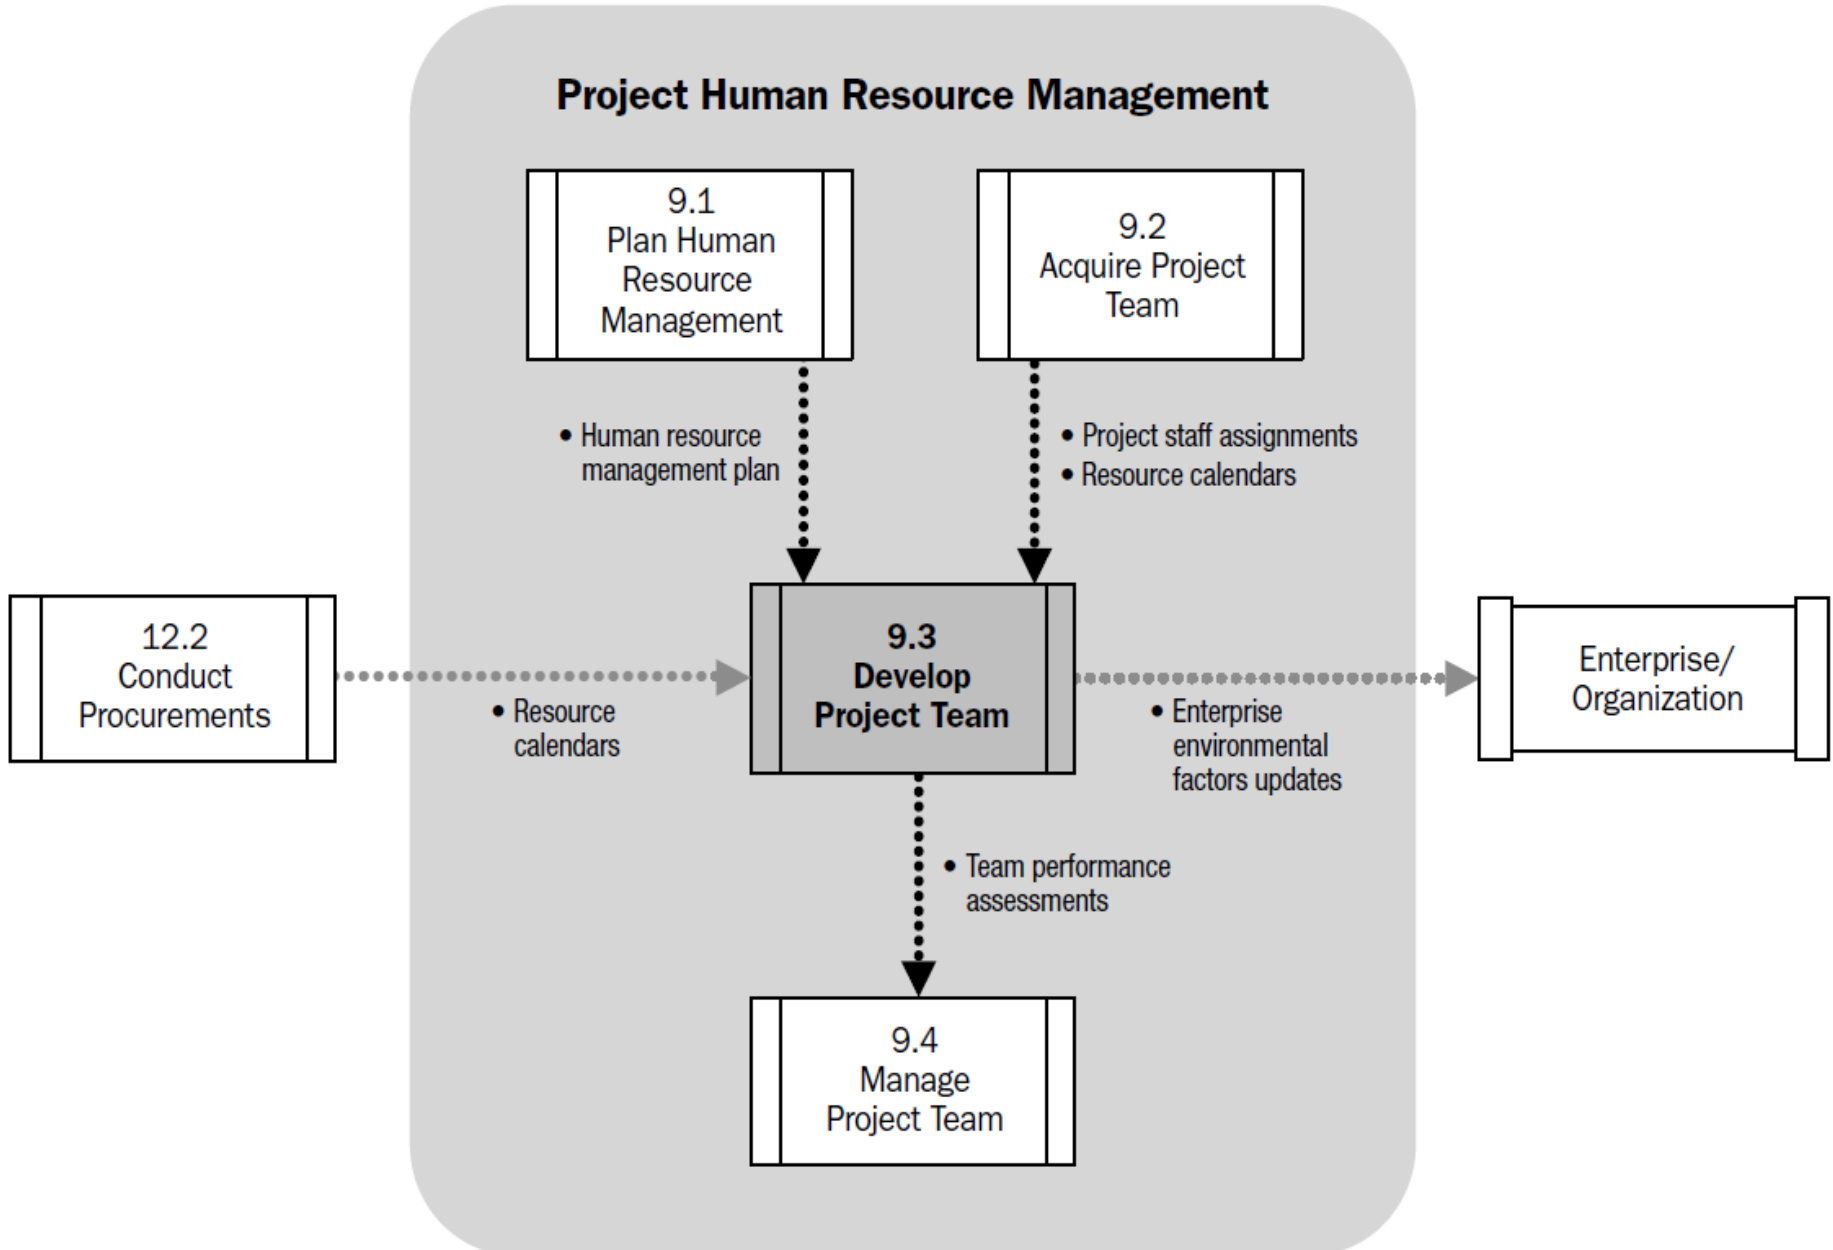 Project Human Resource Management
9.1
Plan Human
Resource
Management
9.2
Acquire Project
Team
• Human resource
management plan
• Project staff assignments
• Resource calendars
12.2
Conduct
Procurements
• Resource
calendars
9.3
Develop
Project Team
• Enterprise
environmental
factors updates
Enterprise/
Organization
• Team performance
assessments
9.4
Manage
Project Team